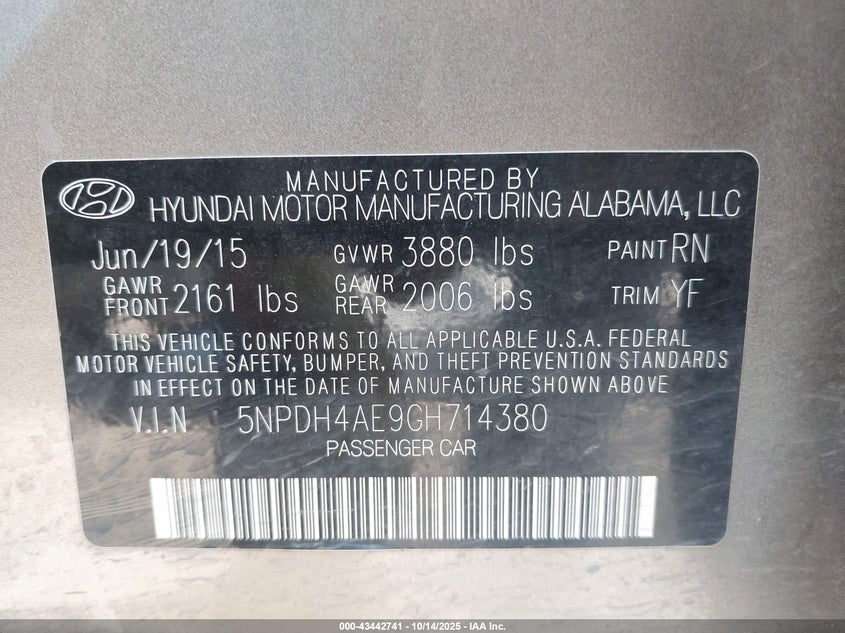 MANUFACTURED BY
HYUNDAI MOTOR MANUFACTURING ALABAMA, LLC
Jun/19/15 GVWR 3880 lbs PAINT RN
GAWR FRONT 2161 lbs GAWR REAR 2006 lbs TRIM YF
THIS VEHICLE CONFORMS TO ALL APPLICABLE U.S.A. FEDERAL
MOTOR VEHICLE SAFETY, BUMPER, AND THEFT PREVENTION STANDARDS
IN EFFECT ON THE DATE OF MANUFACTURE SHOWN ABOVE
V.I.N 5NPDH4AE9GH714380
PASSENGER CAR
000-43442741 | 10/14/2025 - IAA Inc.